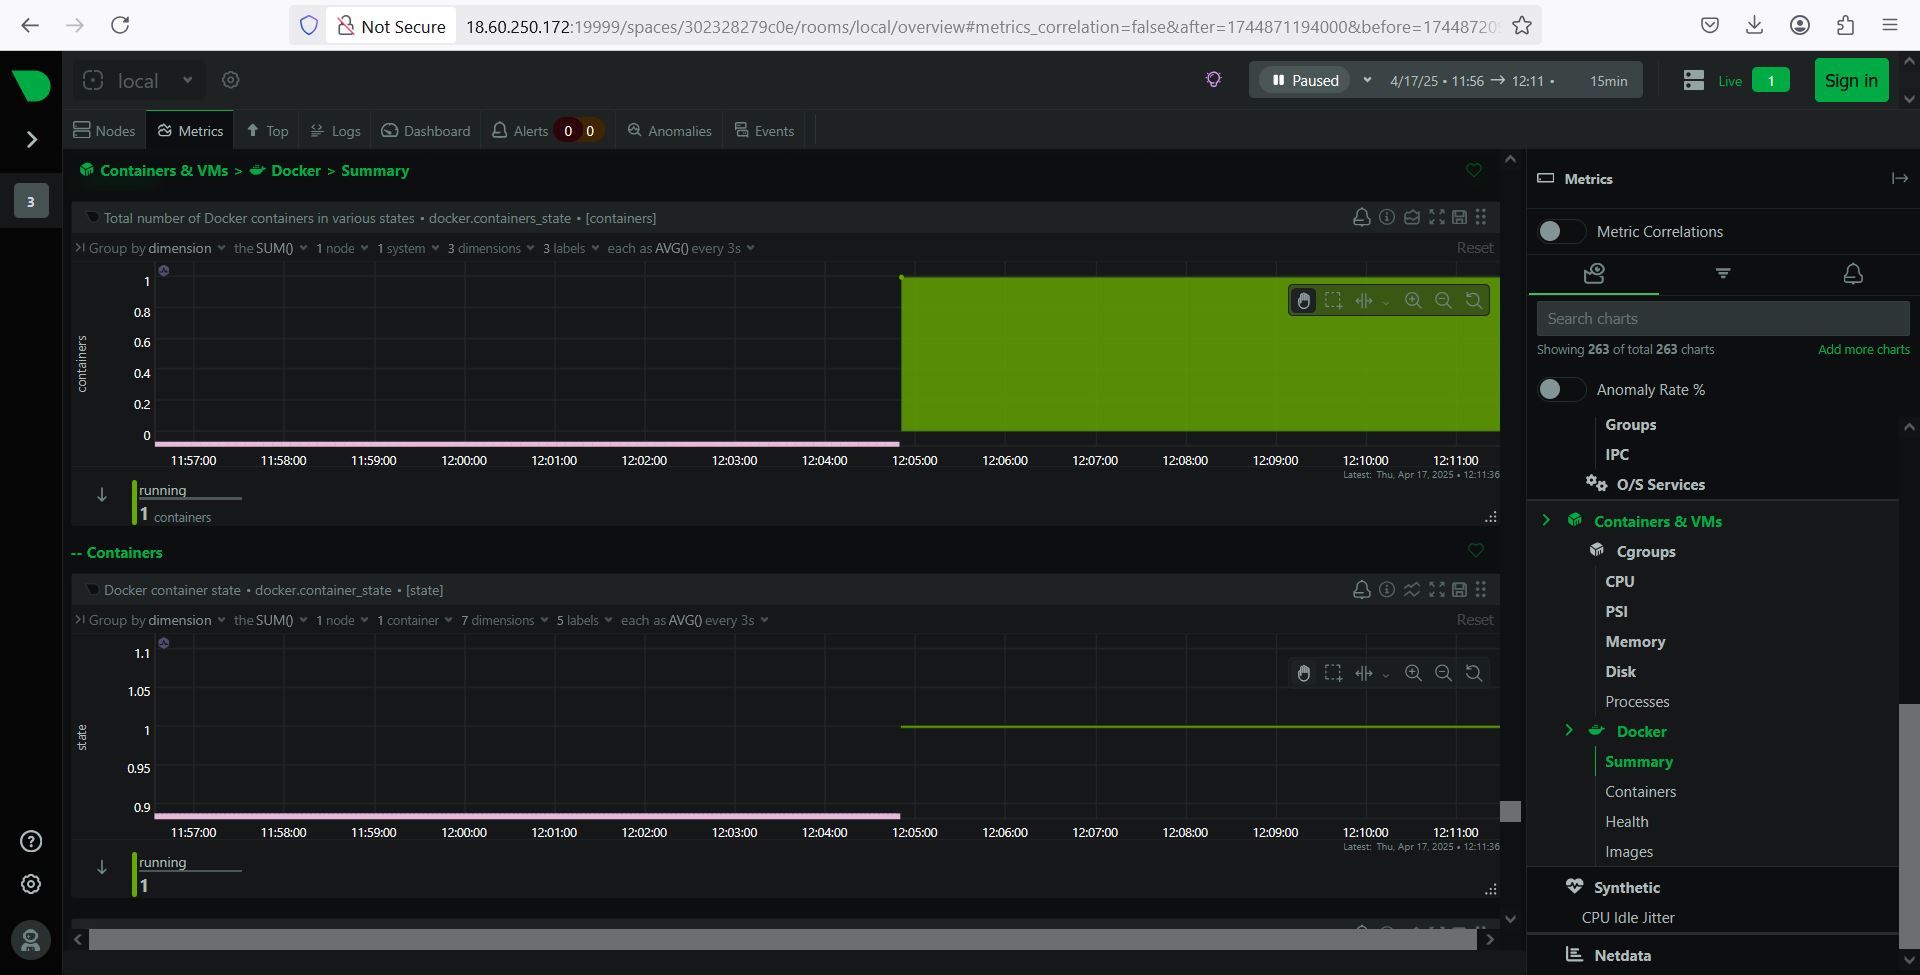 Not Secure 18.60.250.172:19999/spaces/302328279c0e/rooms/local/overview#metrics_correlation=false&after=1744871194000&before=174487209
local
Paused 4/17/25 • 11:56 → 12:11 • 15min Live 1 Sign in
Nodes Metrics Top Logs Dashboard Alerts 0 0 Anomalies Events
3
Containers & VMs > Docker > Summary
Total number of Docker containers in various states • docker.containers_state • [containers]
Group by dimension the SUM() 1 node 1 system 3 dimensions 3 labels each as AVG() every 3s Reset
containers
1
0.8
0.6
0.4
0.2
0
11:57:00 11:58:00 11:59:00 12:00:00 12:01:00 12:02:00 12:03:00 12:04:00 12:05:00 12:06:00 12:07:00 12:08:00 12:09:00 12:10:00 12:11:00
Latest: Thu, Apr 17, 2025 • 12:11:36
running
1 containers
-- Containers
Docker container state • docker.container_state • [state]
Group by dimension the SUM() 1 node 1 container 7 dimensions 5 labels each as AVG() every 3s Reset
state
1.1
1.05
1
0.95
0.9
11:57:00 11:58:00 11:59:00 12:00:00 12:01:00 12:02:00 12:03:00 12:04:00 12:05:00 12:06:00 12:07:00 12:08:00 12:09:00 12:10:00 12:11:00
Latest: Thu, Apr 17, 2025 • 12:11:36
running
1
Metrics
Metric Correlations
Search charts
Showing 263 of total 263 charts Add more charts
Anomaly Rate %
Groups
IPC
O/S Services
Containers & VMs
Cgroups
CPU
PSI
Memory
Disk
Processes
Docker
Summary
Containers
Health
Images
Synthetic
CPU Idle Jitter
Netdata